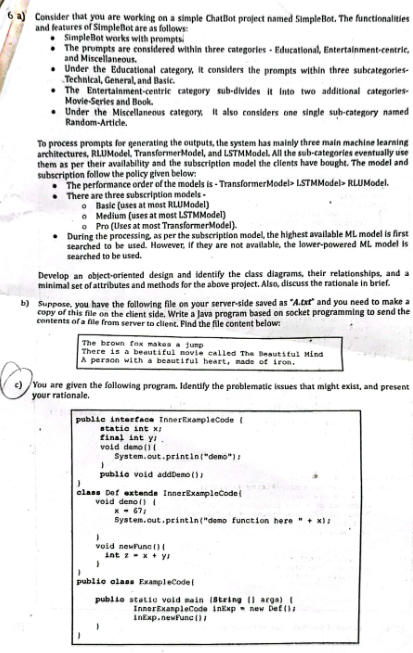 6 a) Consider that you are working on a simple ChatBot project named SimpleBot. The functionalities
and features of SimpleBot are as follows:
• SimpleBot works with prompts.
• The prompts are considered within three categories - Educational, Entertainment-centric,
and Miscellaneous.
• Under the Educational category, it considers the prompts within three subcategories-
Technical, General, and Basic.
• The Entertainment-centric category sub-divides it into two additional categories-
Movie-Series and Book.
• Under the Miscellaneous category, it also considers one single sub-category named
Random-Article.
To process prompts for generating the outputs, the system has mainly three main machine learning
architectures, RLUModel, TransformerModel, and LSTMModel. All the sub-categories eventually use
them as per their availability and the subscription model the clients have bought. The model and
subscription follow the policy given below:
• The performance order of the models is - TransformerModel> LSTMModel> RLUModel.
• There are three subscription models -
o Basic (uses at most RLUModel)
o Medium (uses at most LSTMModel)
o Pro (Uses at most TransformerModel).
• During the processing, as per the subscription model, the highest available ML model is first
searched to be used. However, if they are not available, the lower-powered ML model is
searched to be used.
Develop an object-oriented design and identify the class diagrams, their relationships, and a
minimal set of attributes and methods for the above project. Also, discuss the rationale in brief.
b) Suppose, you have the following file on your server-side saved as "A.txt" and you need to make a
copy of this file on the client side. Write a Java program based on socket programming to send the
contents of a file from server to client. Find the file content below:
The brown fox makes a jump
There is a beautiful movie called The Beautiful Mind
A person with a beautiful heart, made of iron.
c) You are given the following program. Identify the problematic issues that might exist, and present
your rationale.
public interface InnerExampleCode {
static int x;
final int y;
void demo() {
System.out.println("demo");
}
public void addDemo();
}
class Def extends InnerExampleCode{
void demo() {
x = 67;
System.out.println("demo function here " + x);
}
void newFunc(){
int z = x + y;
}
}
public class ExampleCode{
public static void main (String [] args) {
InnerExampleCode inExp = new Def();
inExp.newFunc();
}
}